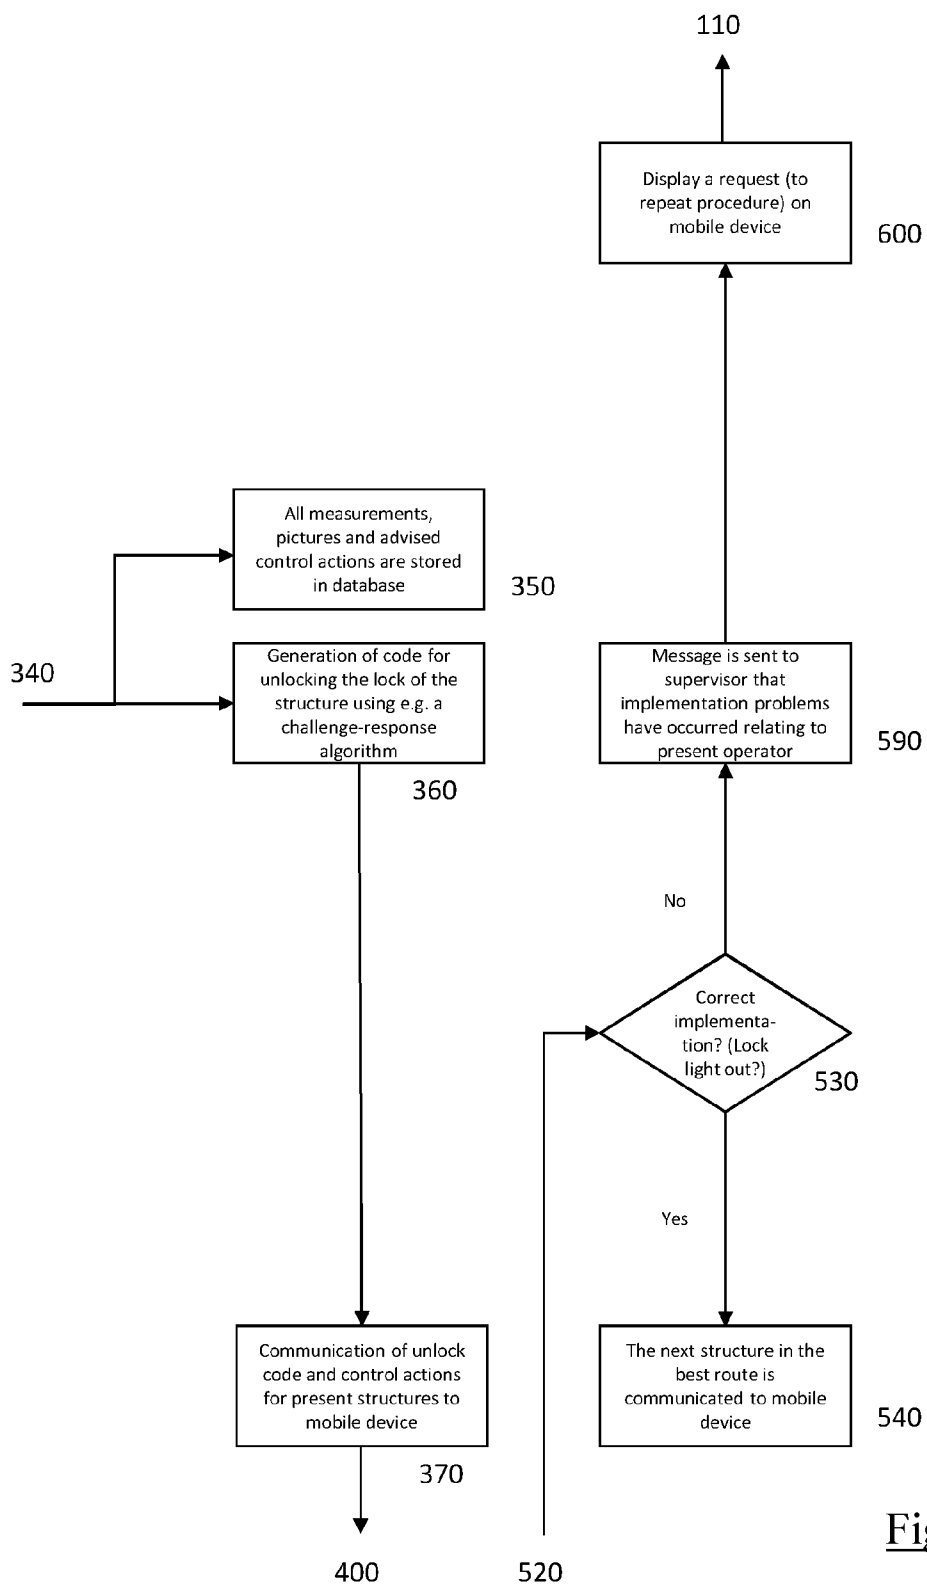 110
Display a request (to
repeat procedure) on
mobile device
600
All measurements,
pictures and advised
control actions are stored
in database
350
340
Generation of code for
unlocking the lock of the
structure using e.g. a
challenge-response
algorithm
360
Message is sent to
supervisor that
implementation problems
have occurred relating to
present operator
590
No
Correct
implementa-
tion? (Lock
light out?)
530
Yes
Communication of unlock
code and control actions
for present structures to
mobile device
370
The next structure in the
best route is
communicated to mobile
device
540
400
520